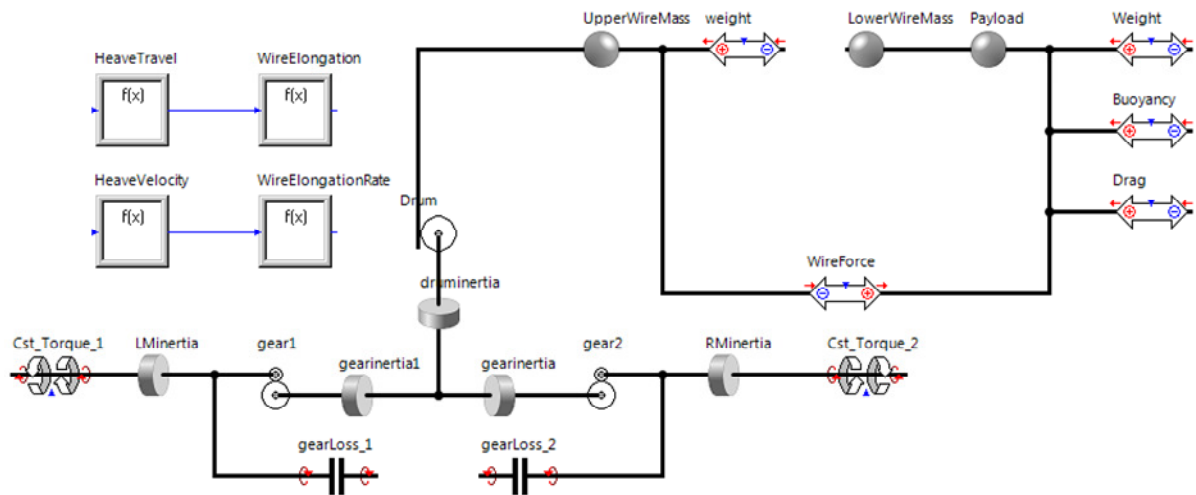 UpperWireMass
weight
LowerWireMass
Payload
Weight
HeaveTravel
WireElongation
f(x)
f(x)
Buoyancy
HeaveVelocity
WireElongationRate
Drag
f(x)
f(x)
Drum
WireForce
druminertia
Cst_Torque_1
LMinertia
gear1
gearinertia1
gearinertia
gear2
RMinertia
Cst_Torque_2
gearLoss_1
gearLoss_2